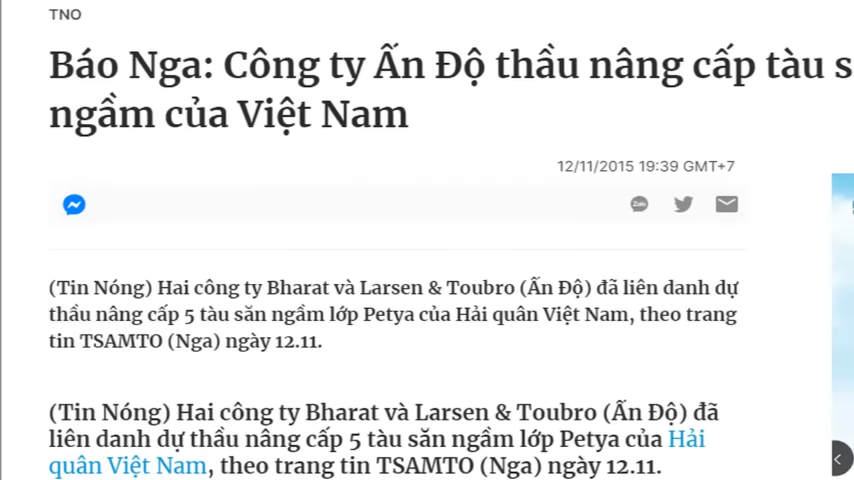 TNO
Báo Nga: Công ty Ấn Độ thầu nâng cấp tàu
ngầm của Việt Nam
12/11/2015 19:39 GMT+7
Zalo
(Tin Nóng) Hai công ty Bharat và Larsen & Toubro (Ấn Độ) đã liên danh dự
thầu nâng cấp 5 tàu săn ngầm lớp Petya của Hải quân Việt Nam, theo trang
tin TSAMTO (Nga) ngày 12.11.
(Tin Nóng) Hai công ty Bharat và Larsen & Toubro (Ấn Độ) đã
liên danh dự thầu nâng cấp 5 tàu săn ngầm lớp Petya của Hải
quân Việt Nam, theo trang tin TSAMTO (Nga) ngày 12.11.